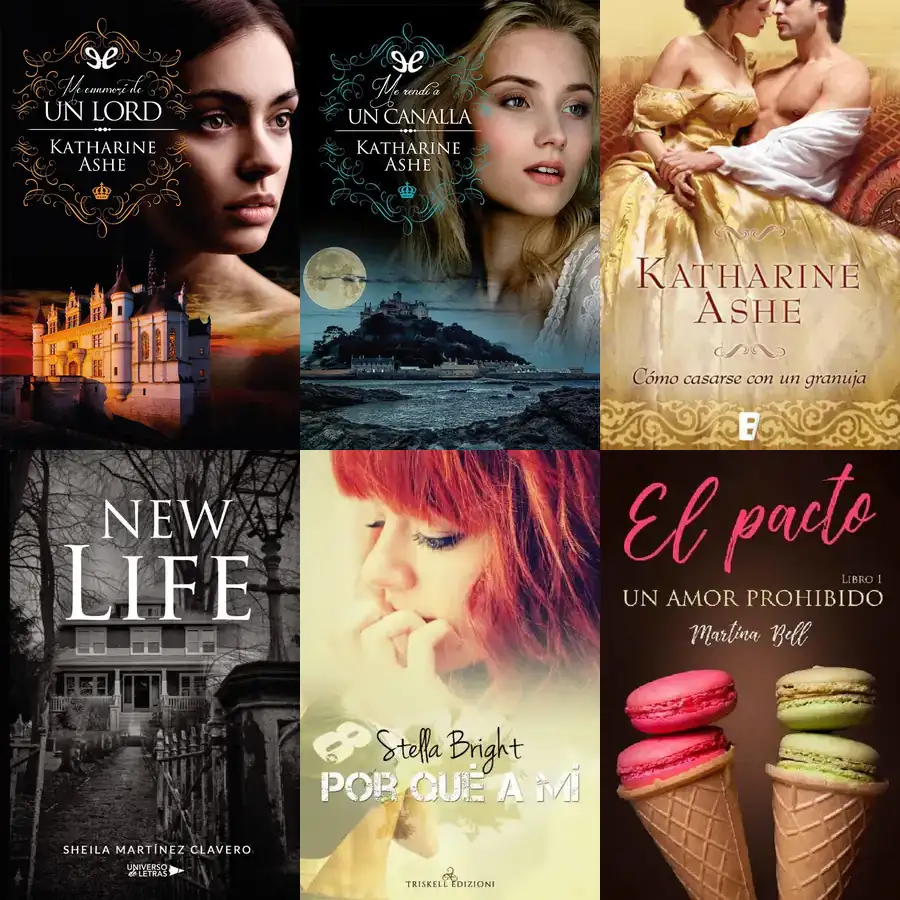 Me enamoré de
UN LORD
KATHARINE
ASHE
Me rendí a
UN CANALLA
KATHARINE
ASHE
KATHARINE
ASHE
Cómo casarse con un granuja
B
NEW
LIFE
SHEILA MARTÍNEZ CLAVERO
UNIVERSO
de LETRAS
Stella Bright
POR QUÉ A MÍ
TRISKELL EDIZIONI
El pacto
LIBRO 1
UN AMOR PROHIBIDO
Martina Bell